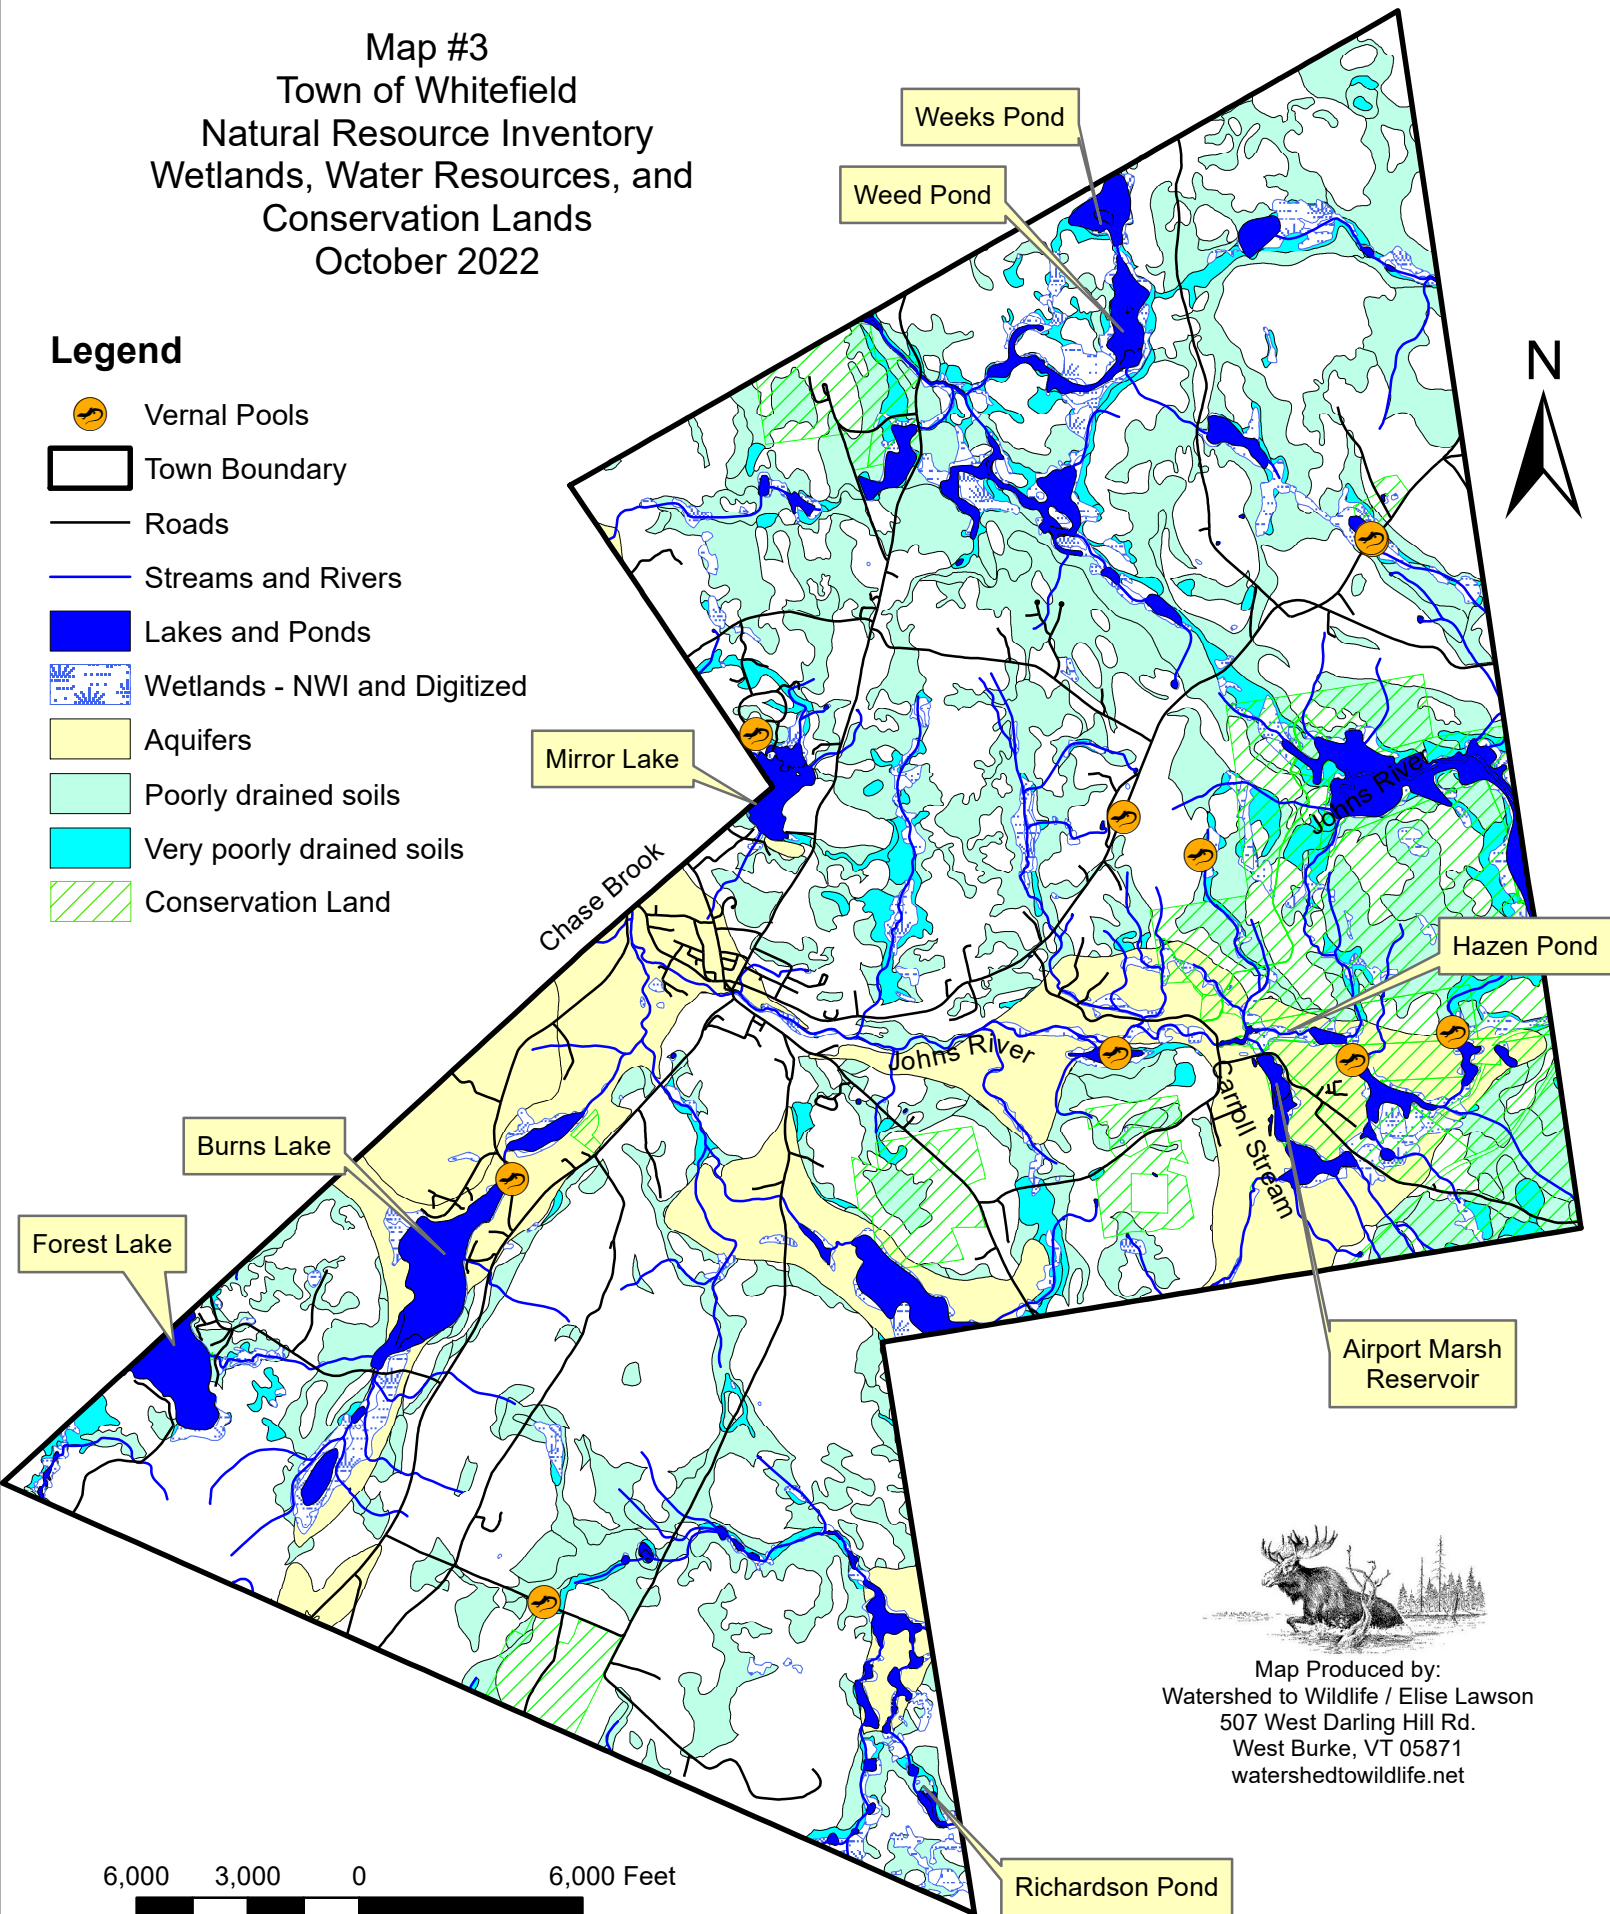 Map #3
Town of Whitefield
Natural Resource Inventory
Wetlands, Water Resources, and
Conservation Lands
October 2022
Legend
Vernal Pools
Town Boundary
Roads
Streams and Rivers
Lakes and Ponds
Wetlands - NWI and Digitized
Aquifers
Poorly drained soils
Very poorly drained soils
Conservation Land
Weeks Pond
Weed Pond
N
Mirror Lake
Johns River
Chase Brook
Hazen Pond
Johns River
Carroll Stream
Burns Lake
Forest Lake
Airport Marsh
Reservoir
Map Produced by:
Watershed to Wildlife / Elise Lawson
507 West Darling Hill Rd.
West Burke, VT 05871
watershedtowildlife.net
Richardson Pond
6,000 3,000 0 6,000 Feet